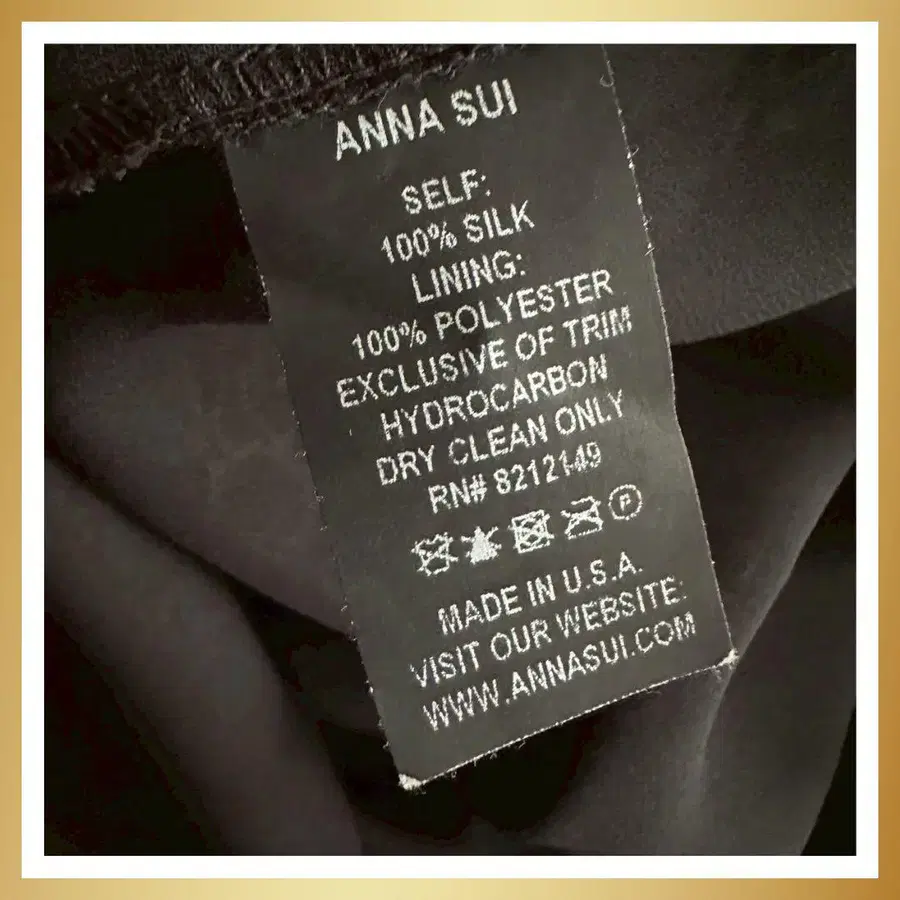 ANNA SUI
SELF:
100% SILK
LINING:
100% POLYESTER
EXCLUSIVE OF TRIM
HYDROCARBON
DRY CLEAN ONLY
RN# 8212149
P
MADE IN U.S.A.
VISIT OUR WEBSITE:
WWW.ANNASUI.COM